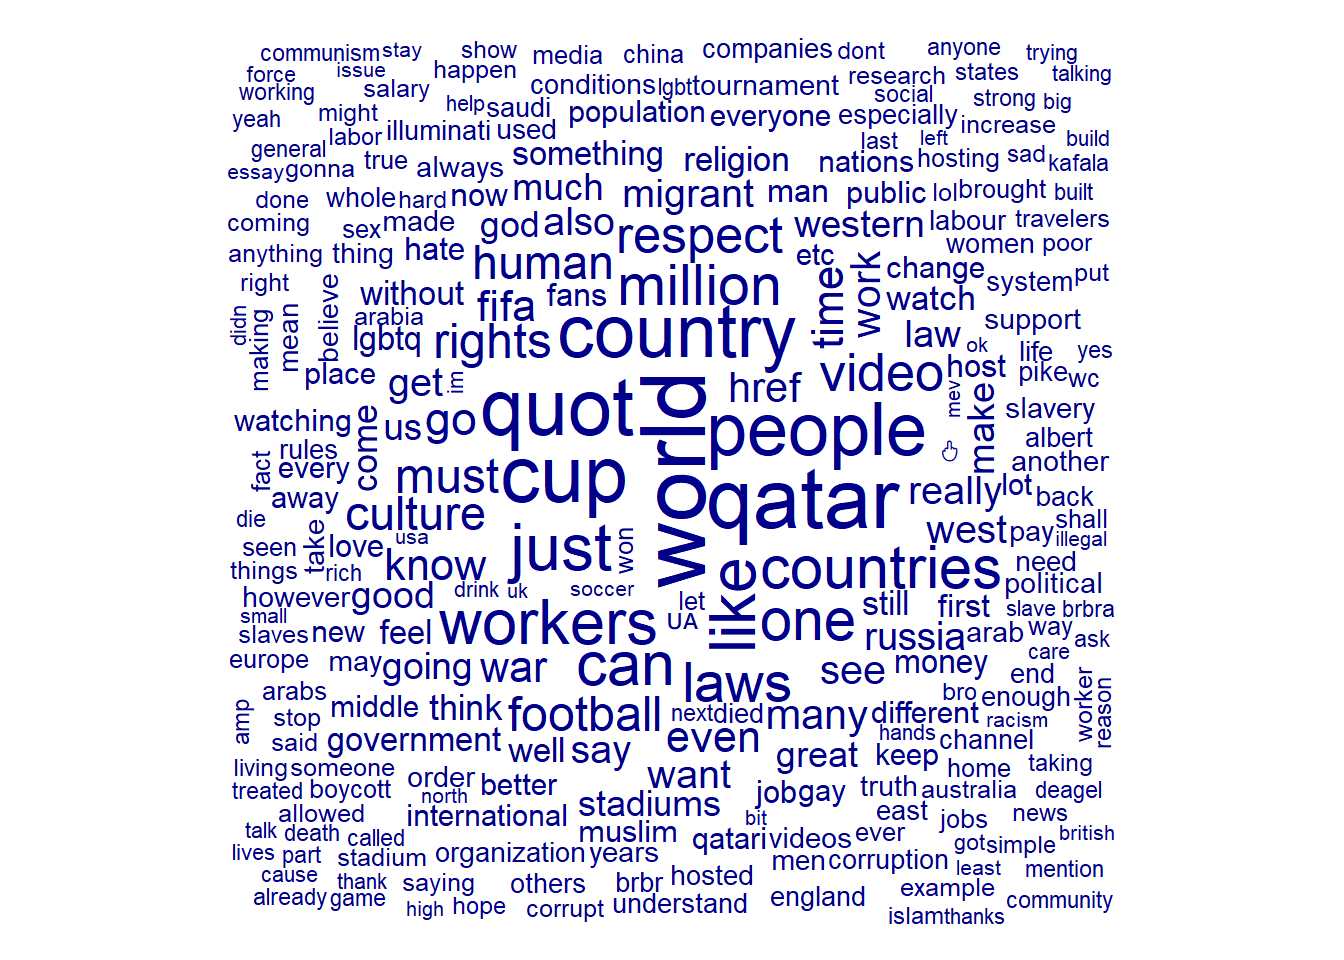 communism stay show media china companies dont anyone trying
force issue happen conditions lgbt tournament research states talking
working salary help saudi population everyone especially social strong big
yeah might labor illuminati used something religion nations last left increase build
general true always hosting sad kafala
essay gonna whole hard now much migrant man public lol brought built
done coming sex made god also respect western labour travelers
anything thing hate human million etc women poor
right believe without fifa fans time work change system put
didn making mean arabia lgbtq rights country watch law support
place get im href video host ok life yes
watching us go quot world people mev make pike wc slavery
fact rules every come must cup albert another
away culture qatar really lot back
die take usa just won west pay shall illegal
seen love know like countries need
things rich drink uk soccer political
however good workers let UA one still first slave brbra
small slaves new feel russia arab way ask
europe may going war can laws see money care end
arabs middle think football next died many different bro enough worker reason
amp stop said government well say even hands racism channel
living someone order better want great keep home taking
treated boycott north international stadiums job gay truth australia deagel
allowed muslim bit qatari videos ever east jobs news
talk death called got simple british
lives part stadium organization years men corruption least mention
cause thank saying others brbr hosted example
already game high hope corrupt understand england islam thanks community